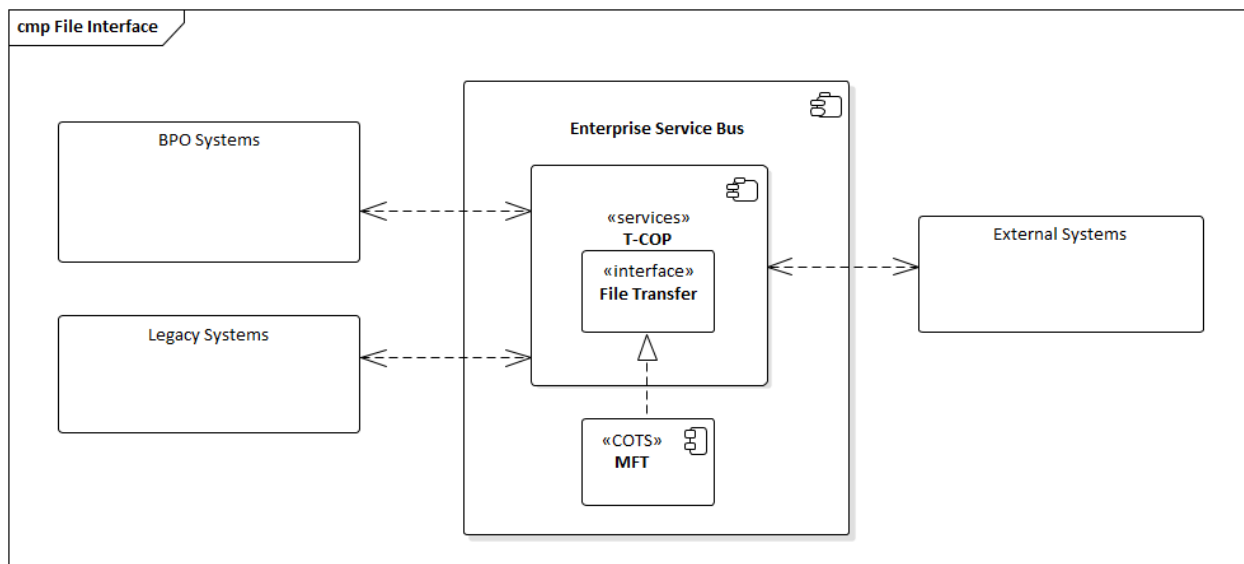 cmp File Interface
BPO Systems
Legacy Systems
Enterprise Service Bus
«services»
T-COP
«interface»
File Transfer
«COTS»
MFT
External Systems